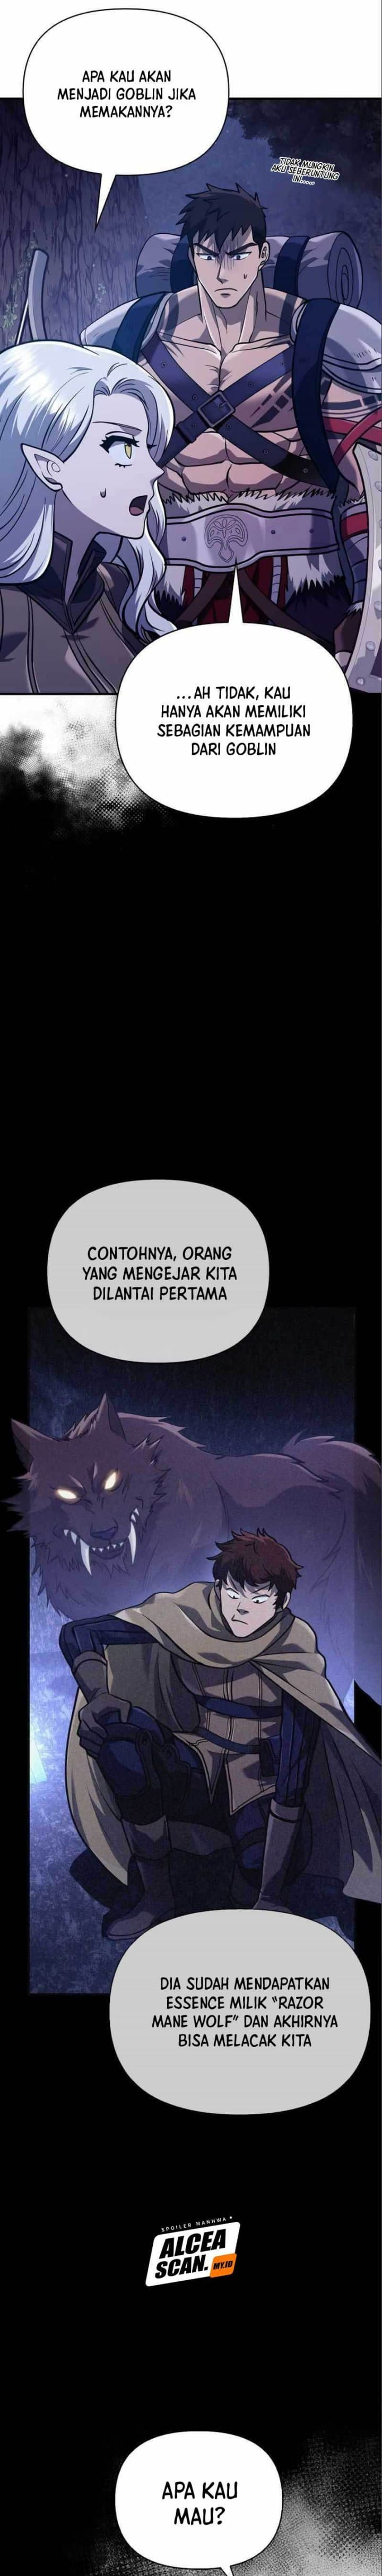 APA KAU AKAN
MENJADI GOBLIN JIKA
MEMAKANNYA?
TIDAK MUNGKIN
AKU SEBERUNTUNG
INI.....
...AH TIDAK, KAU
HANYA AKAN MEMILIKI
SEBAGIAN KEMAMPUAN
DARI GOBLIN
CONTOHNYA, ORANG
YANG MENGEJAR KITA
DILANTAI PERTAMA
DIA SUDAH MENDAPATKAN
ESSENCE MILIK "RAZOR
MANE WOLF" DAN AKHIRNYA
BISA MELACAK KITA
SPOILER MANHWA
ALCEA
SCAN. MY.ID
APA KAU
MAU?